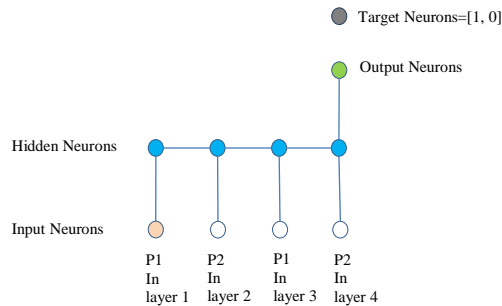 Target Neurons=[1, 0]
Output Neurons
Hidden Neurons
Input Neurons
P1
In
layer 1
P2
In
layer 2
P1
In
layer 3
P2
In
layer 4